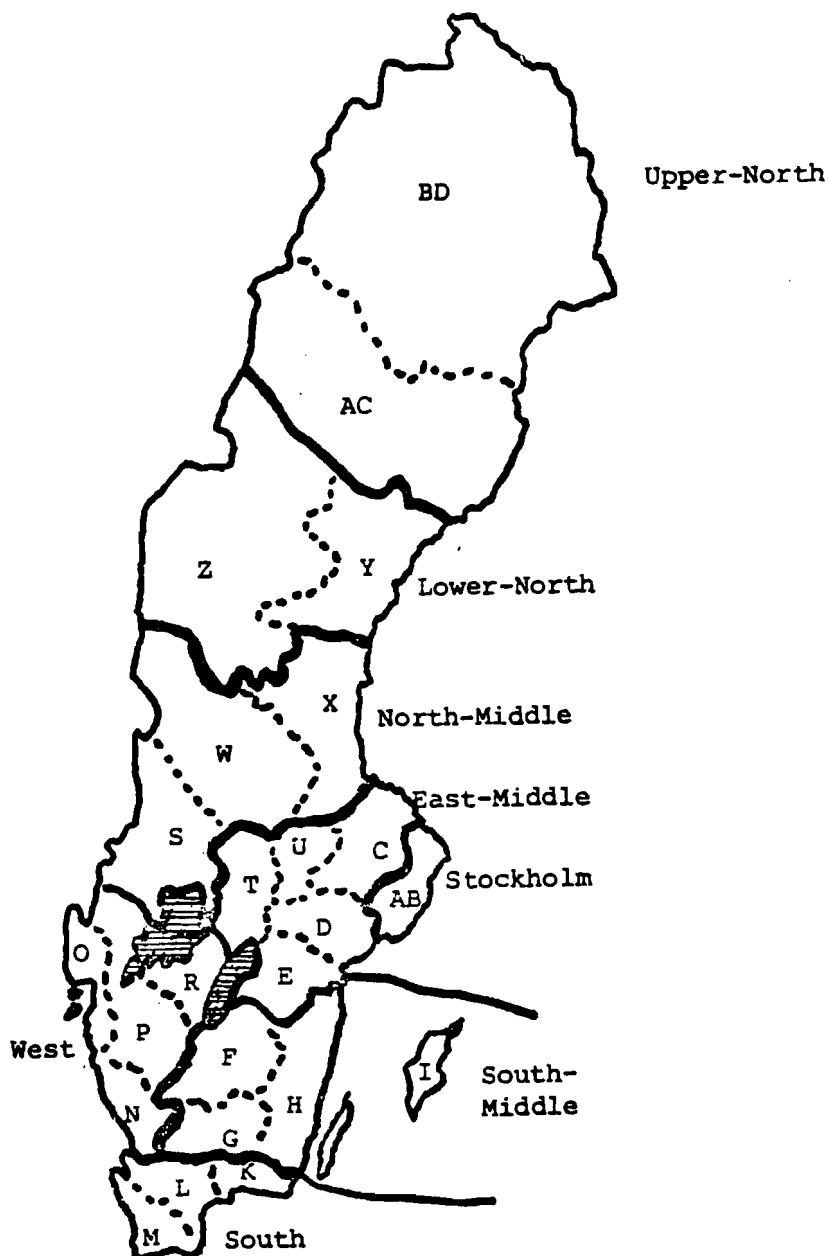 BD
Upper-North
AC
Z
Y
Lower-North
X
North-Middle
W
East-Middle
S
U
C
T
AB
Stockholm
D
O
R
E
P
West
F
I
South-
Middle
N
H
G
K
L
M
South